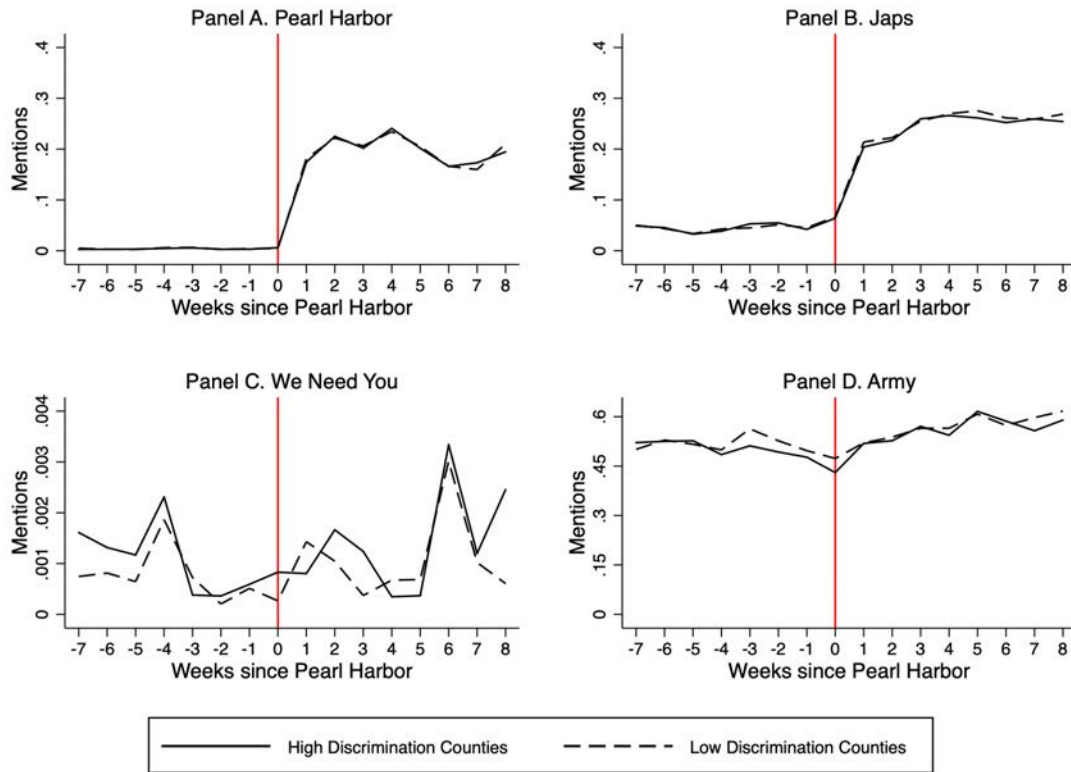 Panel A. Pearl Harbor
Mentions
.4
.3
.2
.1
0
-7 -6 -5 -4 -3 -2 -1 0 1 2 3 4 5 6 7 8
Weeks since Pearl Harbor
Panel B. Japs
Mentions
.4
.3
.2
.1
0
-7 -6 -5 -4 -3 -2 -1 0 1 2 3 4 5 6 7 8
Weeks since Pearl Harbor
Panel C. We Need You
Mentions
.004
.003
.002
.001
0
-7 -6 -5 -4 -3 -2 -1 0 1 2 3 4 5 6 7 8
Weeks since Pearl Harbor
Panel D. Army
Mentions
.6
.45
.3
.15
0
-7 -6 -5 -4 -3 -2 -1 0 1 2 3 4 5 6 7 8
Weeks since Pearl Harbor
High Discrimination Counties
Low Discrimination Counties